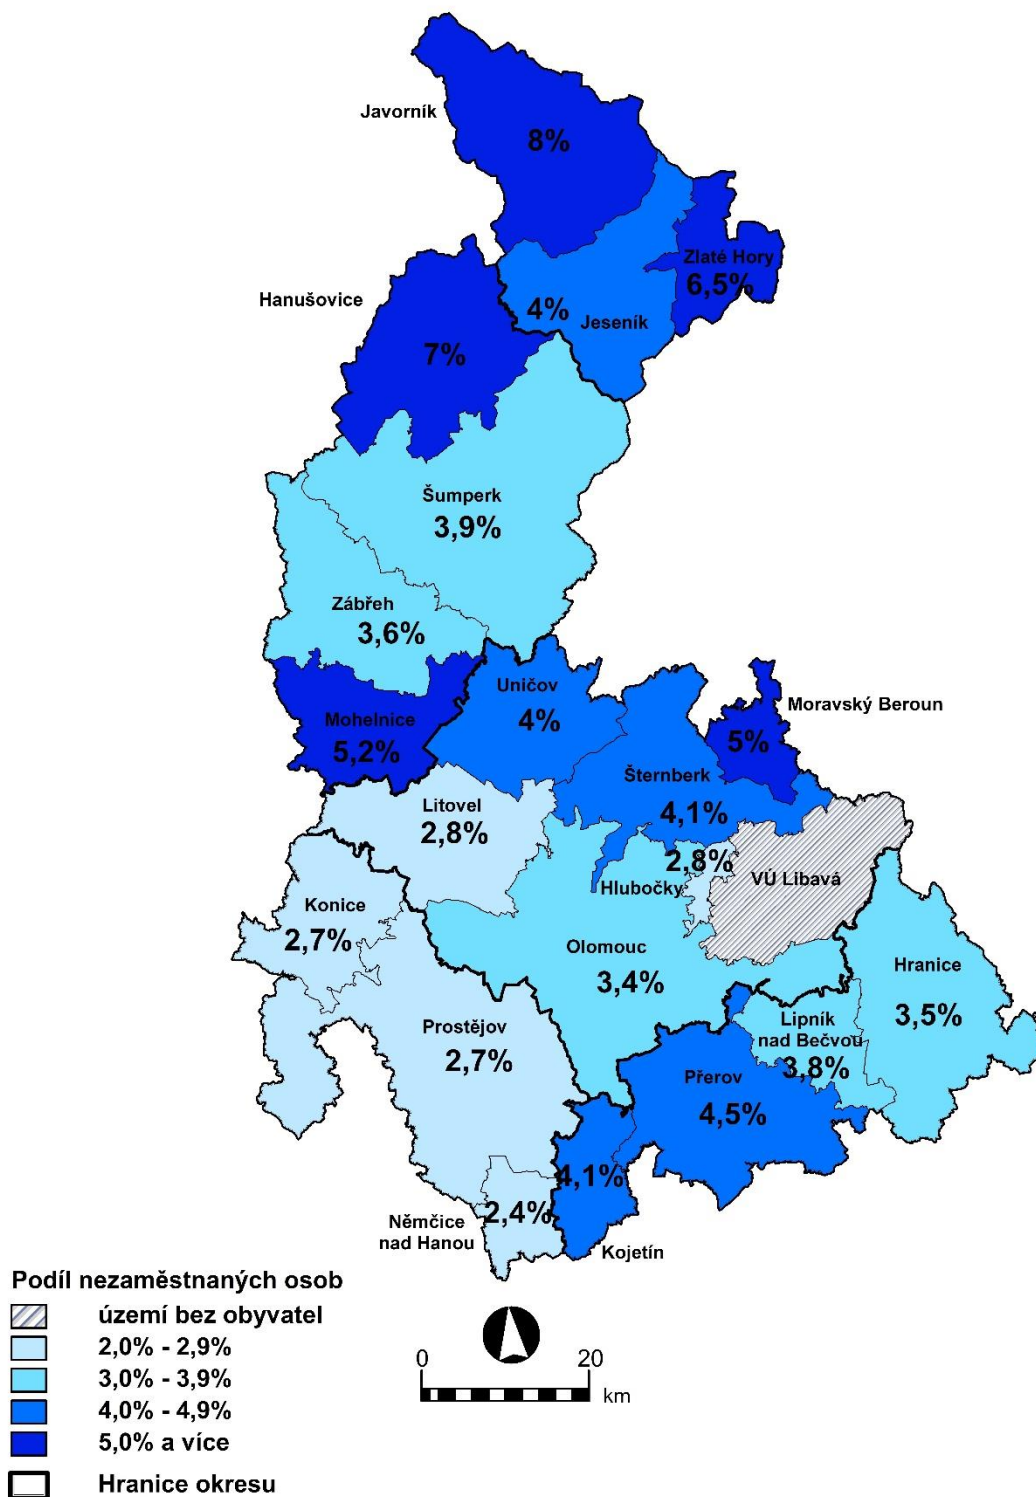 Javorník
8%
Zlaté Hory
6,5%
Hanušovice
4%
Jeseník
7%
Šumperk
3,9%
Zábřeh
3,6%
Uničov
4%
Moravský Beroun
5%
Mohelnice
5,2%
Šternberk
4,1%
Litovel
2,8%
2,8%
Hlubočky
VÚ Libavá
Konice
2,7%
Olomouc
3,4%
Hranice
3,5%
Prostějov
2,7%
Lipník
nad Bečvou
3,8%
Přerov
4,5%
4,1%
Kojetín
2,4%
Němčice
nad Hanou
Podíl nezaměstnaných osob
území bez obyvatel
2,0% - 2,9%
3,0% - 3,9%
4,0% - 4,9%
5,0% a více
Hranice okresu
0 20
km